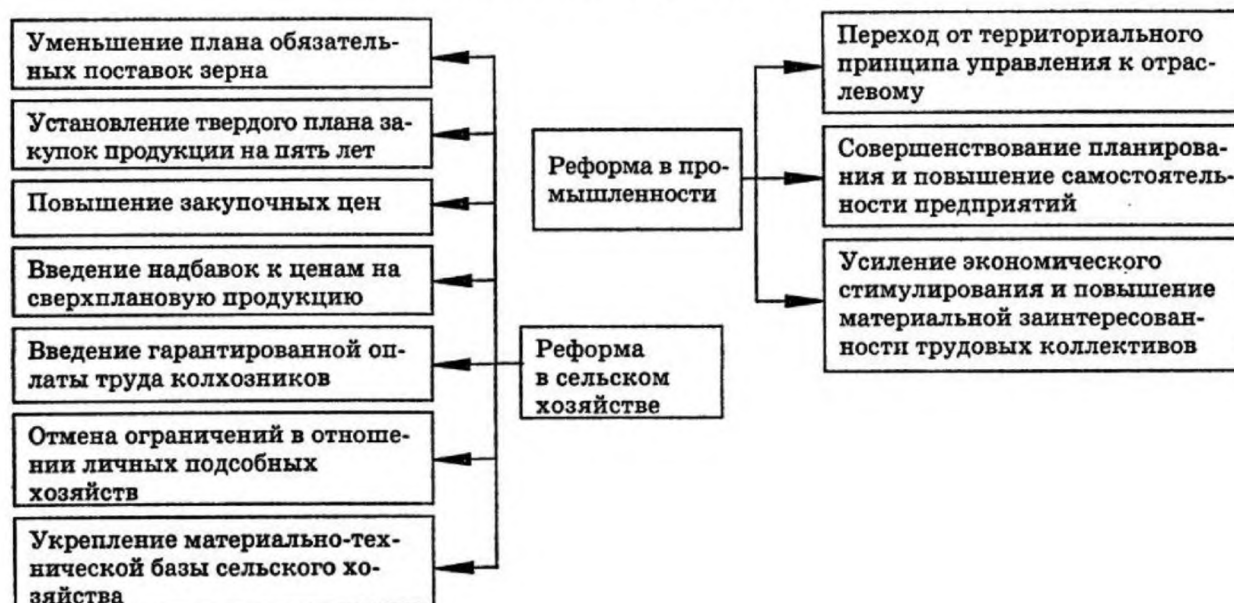 Уменьшение плана обязатель-
ных поставок зерна
Установление твердого плана за-
купок продукции на пять лет
Повышение закупочных цен
Введение надбавок к ценам на
сверхплановую продукцию
Введение гарантированной оп-
латы труда колхозников
Отмена ограничений в отноше-
нии личных подсобных
хозяйств
Укрепление материально-тех-
нической базы сельского хо-
зяйства
Реформа в про-
мышленности
Реформа
в сельском
хозяйстве
Переход от территориального
принципа управления к отрас-
левому
Совершенствование планирова-
ния и повышение самостоятель-
ности предприятий
Усиление экономического
стимулирования и повышение
материальной заинтересован-
ности трудовых коллективов